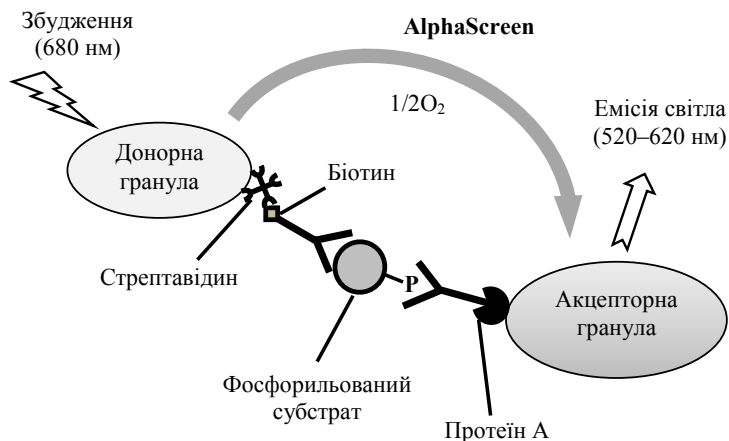 Збудження
(680 нм)
AlphaScreen
1/2O₂
Емісія світла
(520–620 нм)
Донорна
гранула
Біотин
Стрептавідин
P
Акцепторна
гранула
Фосфорильований
субстрат
Протеїн А